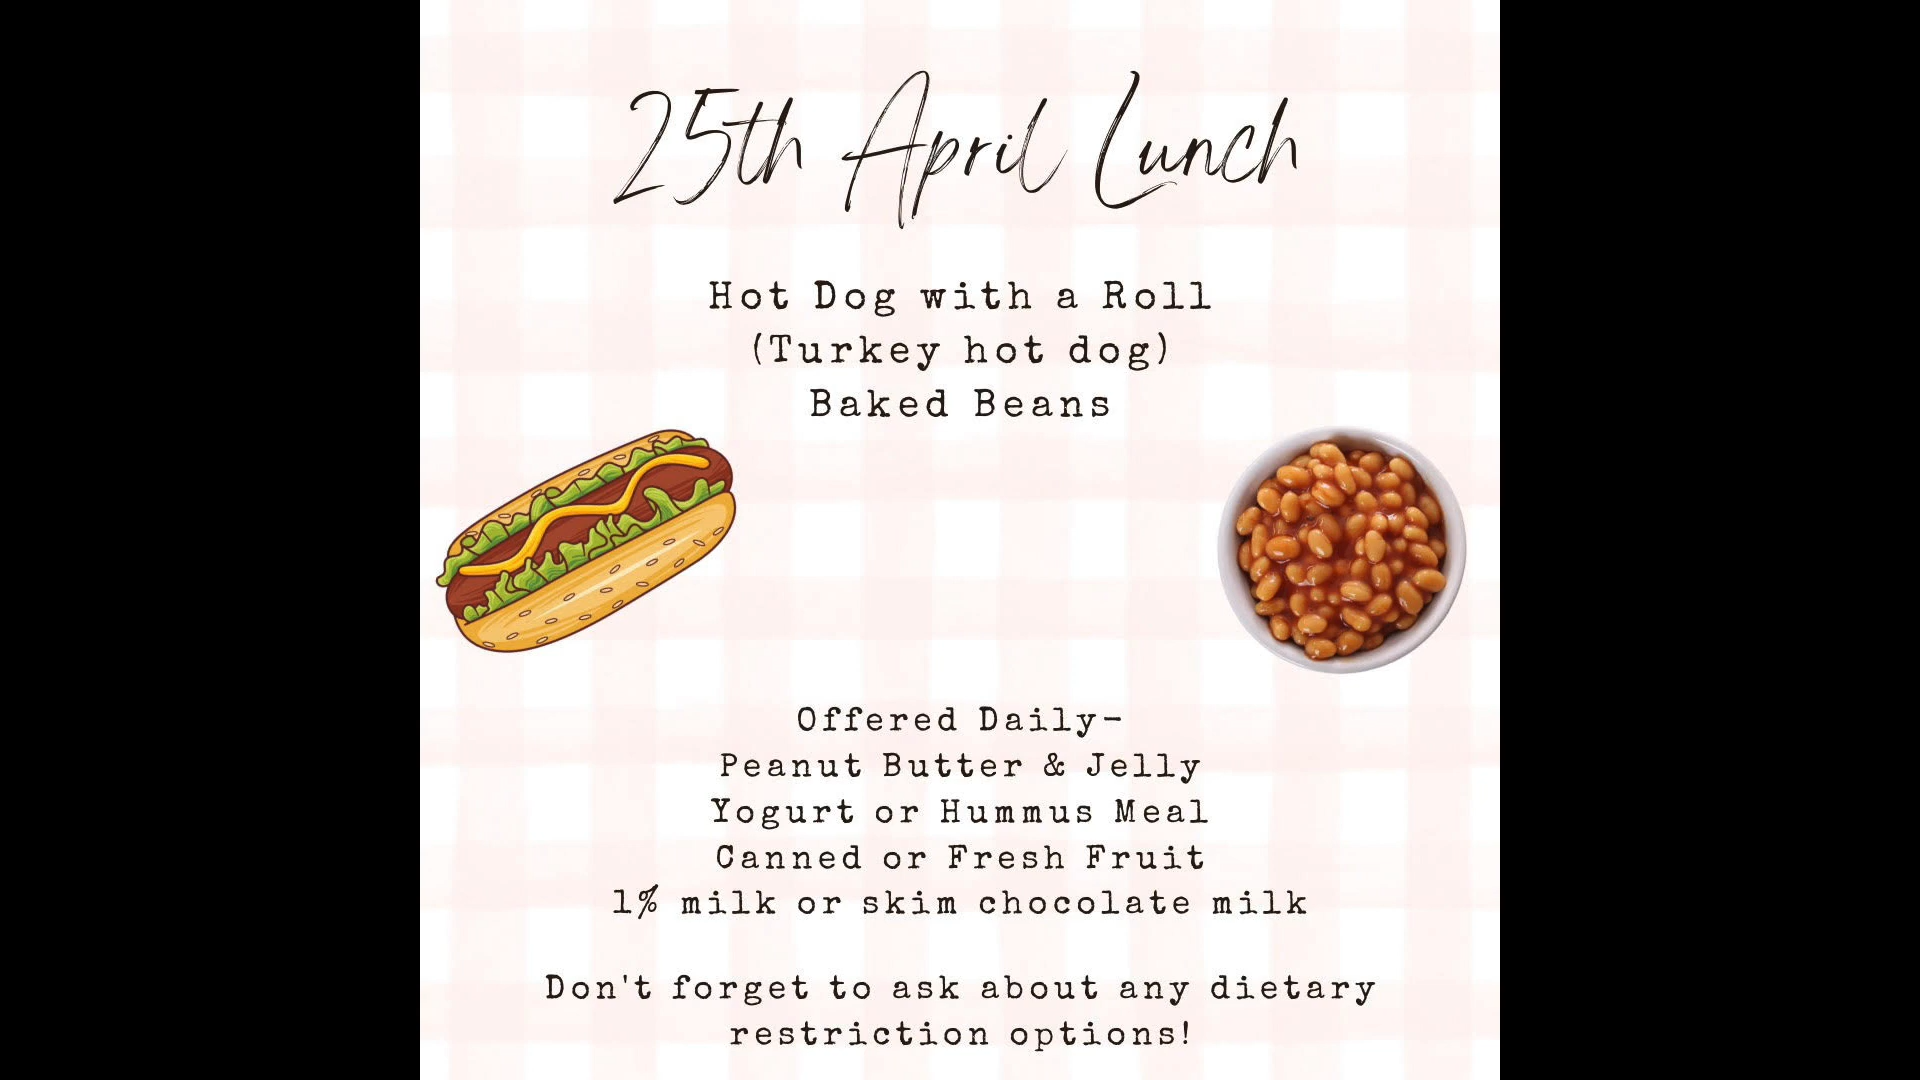 25th April Lunch
Hot Dog with a Roll
(Turkey hot dog)
Baked Beans
Offered Daily-
Peanut Butter & Jelly
Yogurt or Hummus Meal
Canned or Fresh Fruit
1% milk or skim chocolate milk
Don't forget to ask about any dietary
restriction options!